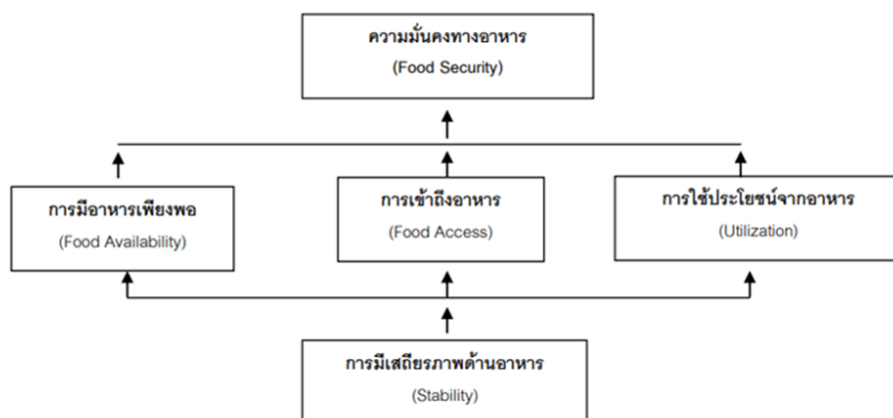 ความมั่นคงทางอาหาร
(Food Security)
การมีอาหารเพียงพอ
(Food Availability)
การเข้าถึงอาหาร
(Food Access)
การใช้ประโยชน์จากอาหาร
(Utilization)
การมีเสถียรภาพด้านอาหาร
(Stability)